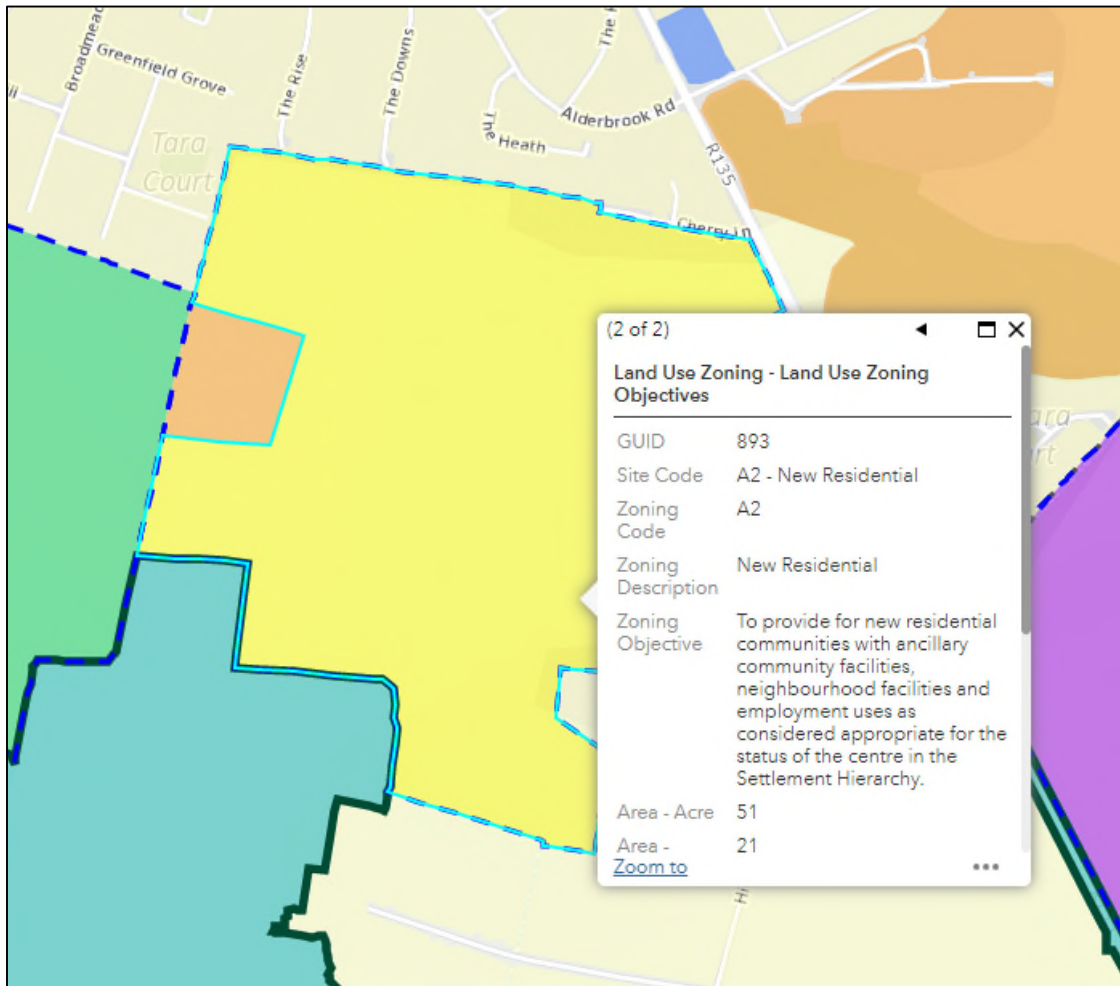 Broadmead
Greenfield Grove
The Rise
The Downs
The Heath
Alderbrook Rd
R135
Tara
Court
Cherry Ln
(2 of 2)
Land Use Zoning - Land Use Zoning
Objectives
GUID 893
Site Code A2 - New Residential
Zoning
Code A2
Zoning
Description New Residential
Zoning
Objective To provide for new residential
communities with ancillary
community facilities,
neighbourhood facilities and
employment uses as
considered appropriate for the
status of the centre in the
Settlement Hierarchy.
Area - Acre 51
Area - 21
Zoom to